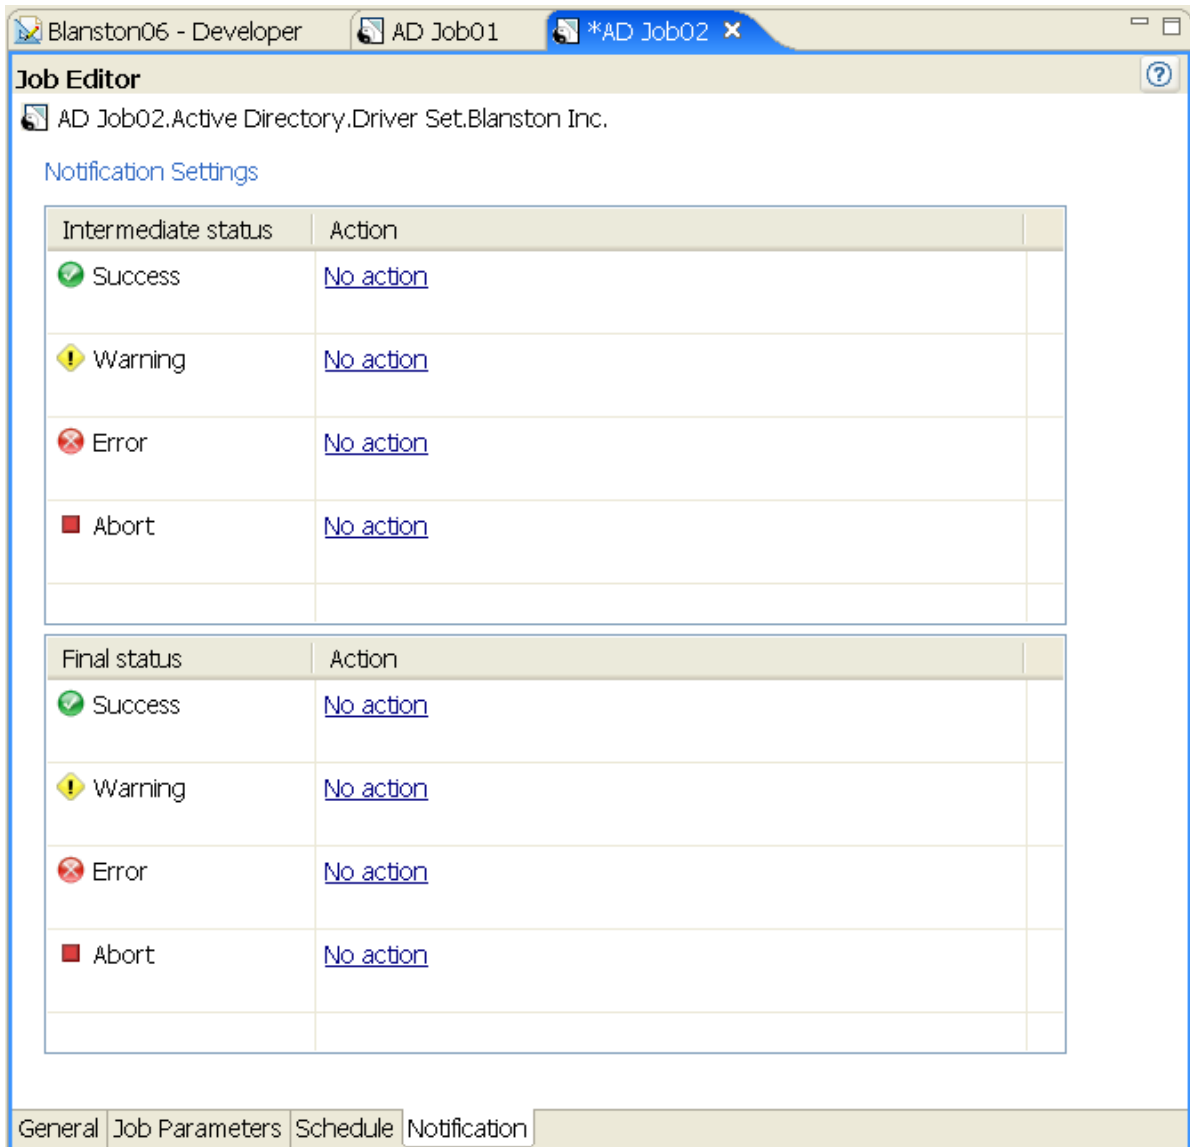 Blanston06 - Developer AD Job01 *AD Job02
Job Editor
AD Job02.Active Directory.Driver Set.Blanston Inc.
Notification Settings
Intermediate status Action
Success No action
Warning No action
Error No action
Abort No action
Final status Action
Success No action
Warning No action
Error No action
Abort No action
General Job Parameters Schedule Notification